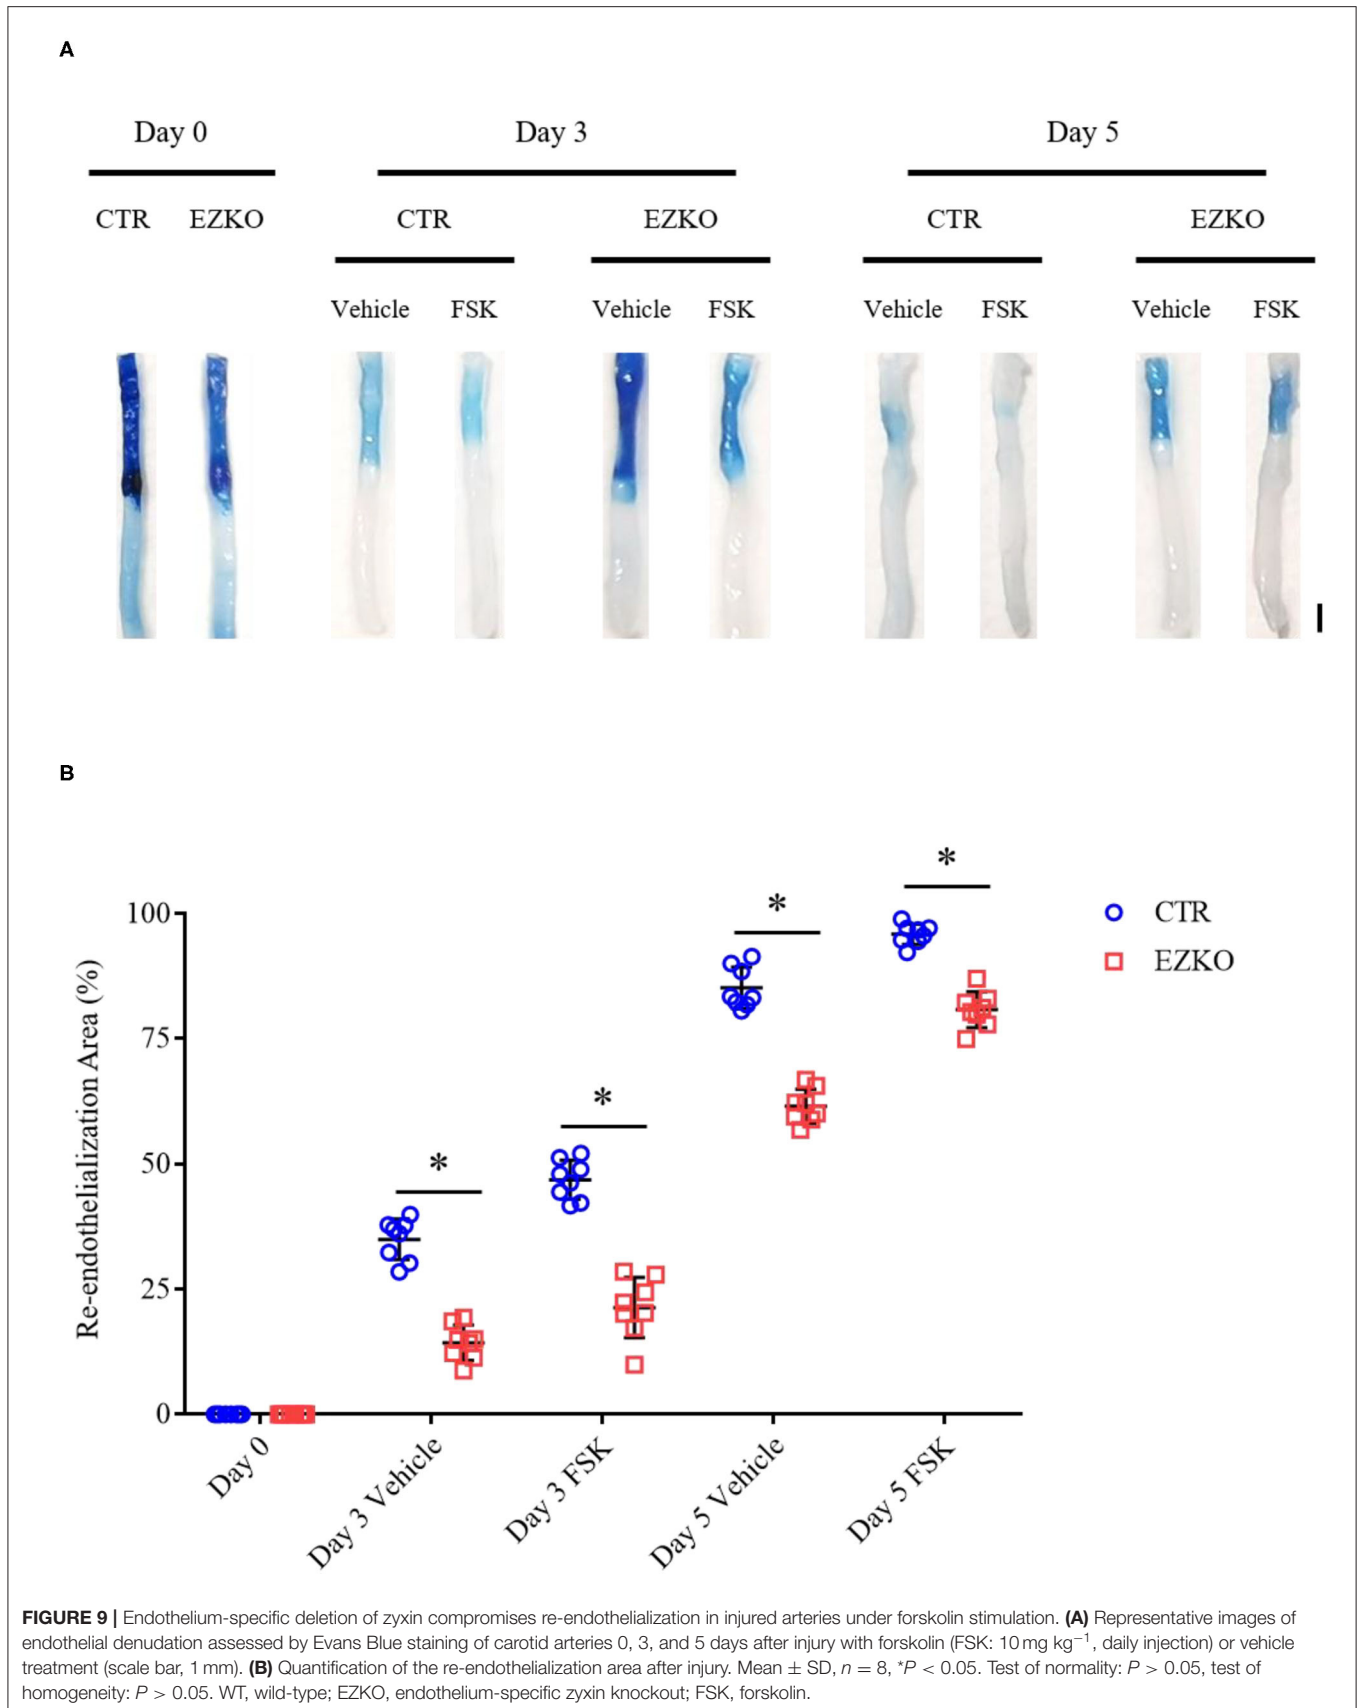 A
Day 0 Day 3 Day 5
CTR EZKO CTR EZKO CTR EZKO
Vehicle FSK Vehicle FSK Vehicle FSK Vehicle FSK
B
Re-endothelialization Area (%)
100
75
50
25
0
* * * *
CTR
EZKO
Day 0 Day 3 Vehicle Day 3 FSK Day 5 Vehicle Day 5 FSK
FIGURE 9 | Endothelium-specific deletion of zyxin compromises re-endothelialization in injured arteries under forskolin stimulation. (A) Representative images of
endothelial denudation assessed by Evans Blue staining of carotid arteries 0, 3, and 5 days after injury with forskolin (FSK: 10 mg kg⁻¹, daily injection) or vehicle
treatment (scale bar, 1 mm). (B) Quantification of the re-endothelialization area after injury. Mean ± SD, n = 8, *P < 0.05. Test of normality: P > 0.05, test of
homogeneity: P > 0.05. WT, wild-type; EZKO, endothelium-specific zyxin knockout; FSK, forskolin.